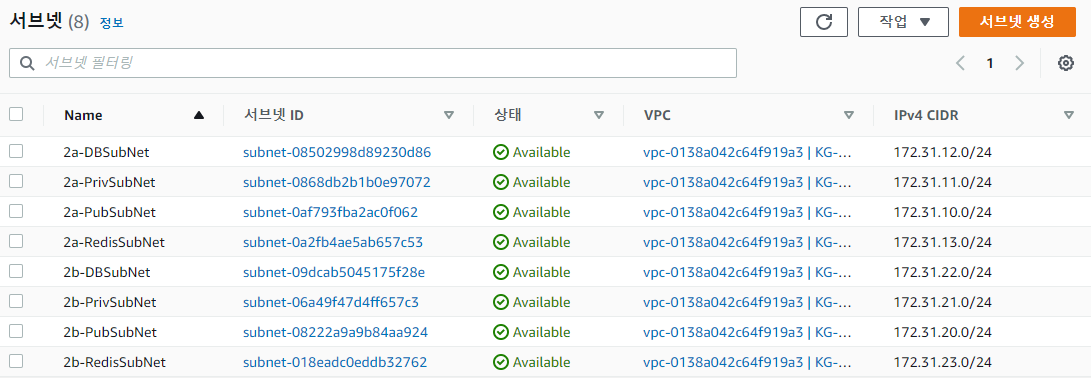 서브넷 (8) 정보
작업 ▼
서브넷 생성
서브넷 필터링
1
Name 서브넷 ID 상태 VPC IPv4 CIDR
2a-DBSubNet subnet-08502998d89230d86 Available vpc-0138a042c64f919a3 | KG-... 172.31.12.0/24
2a-PrivSubNet subnet-0868db2b1b0e97072 Available vpc-0138a042c64f919a3 | KG-... 172.31.11.0/24
2a-PubSubNet subnet-0af793fba2ac0f062 Available vpc-0138a042c64f919a3 | KG-... 172.31.10.0/24
2a-RedisSubNet subnet-0a2fb4ae5ab657c53 Available vpc-0138a042c64f919a3 | KG-... 172.31.13.0/24
2b-DBSubNet subnet-09dcab5045175f28e Available vpc-0138a042c64f919a3 | KG-... 172.31.22.0/24
2b-PrivSubNet subnet-06a49f47d4ff657c3 Available vpc-0138a042c64f919a3 | KG-... 172.31.21.0/24
2b-PubSubNet subnet-08222a9a9b84aa924 Available vpc-0138a042c64f919a3 | KG-... 172.31.20.0/24
2b-RedisSubNet subnet-018eadc0eddb32762 Available vpc-0138a042c64f919a3 | KG-... 172.31.23.0/24